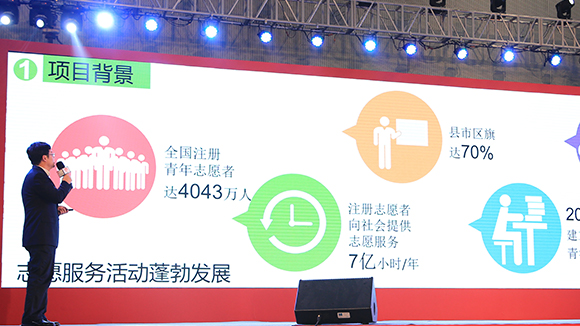 1 项目背景
全国注册
青年志愿者
达4043万人
注册志愿者
向社会提供
志愿服务
7亿小时/年
县市区旗
达70%
20
建
青
志愿服务活动蓬勃发展